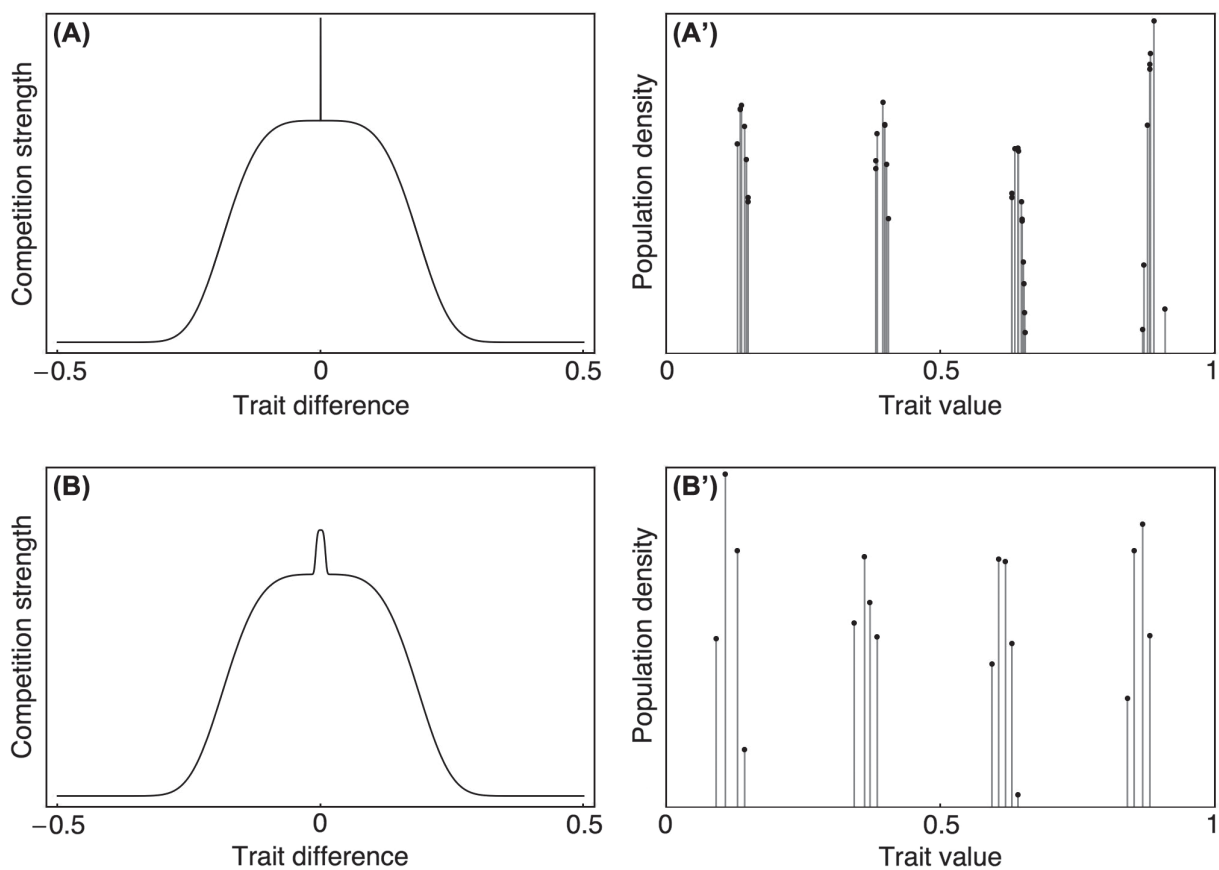 (A)
Competition strength
−0.5
0
0.5
Trait difference
(A’)
Population density
0
0.5
1
Trait value
(B)
Competition strength
−0.5
0
0.5
Trait difference
(B’)
Population density
0
0.5
1
Trait value